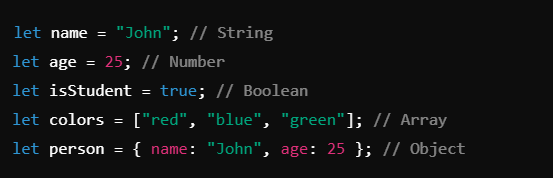 let name = "John"; // String
let age = 25; // Number
let isStudent = true; // Boolean
let colors = ["red", "blue", "green"]; // Array
let person = { name: "John", age: 25 }; // Object